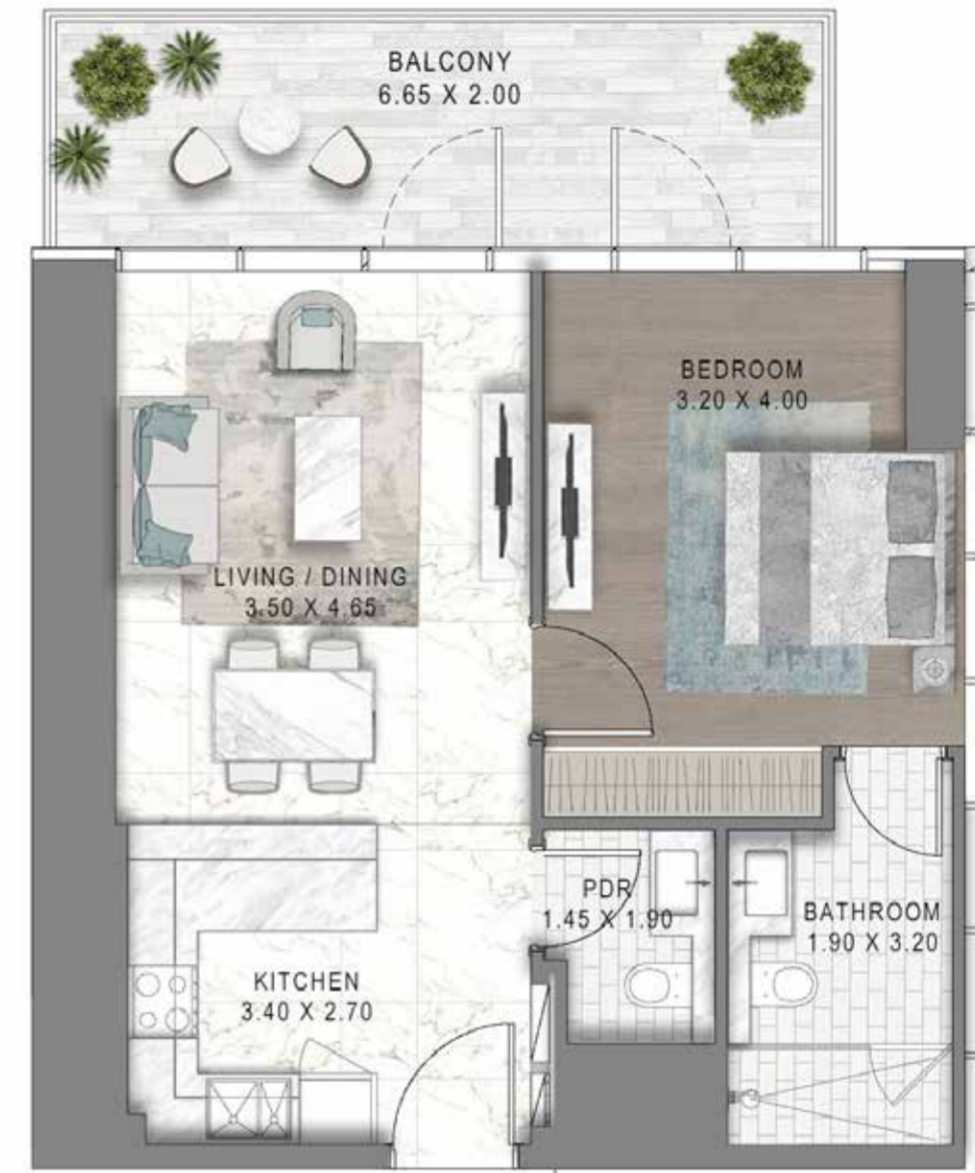 BALCONY
6.65 X 2.00
BEDROOM
3.20 X 4.00
LIVING / DINING
3.50 X 4.65
PDR
1.45 X 1.90
BATHROOM
1.90 X 3.20
KITCHEN
3.40 X 2.70